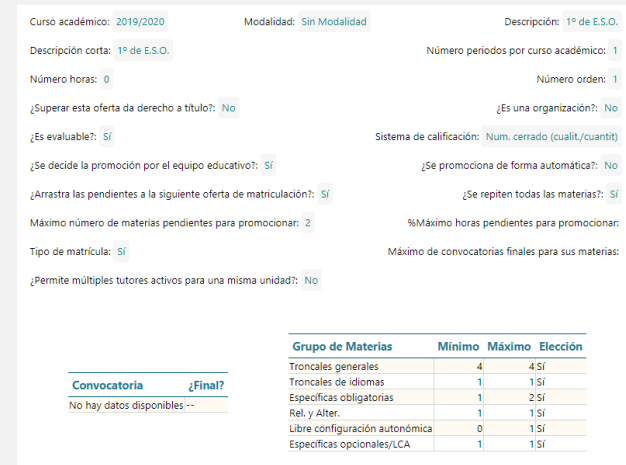 Curso académico: 2019/2020 Modalidad: Sin Modalidad Descripción: 1º de E.S.O.
Descripción corta: 1º de E.S.O. Número periodos por curso académico: 1
Número horas: 0 Número orden: 1
¿Superar esta oferta da derecho a título?: No ¿Es una organización?: No
¿Es evaluable?: Sí Sistema de calificación: Num. cerrado (cualit./cuantit)
¿Se decide la promoción por el equipo educativo?: Sí ¿Se promociona de forma automática?: No
¿Arrastra las pendientes a la siguiente oferta de matriculación?: Sí ¿Se repiten todas las materias?: Sí
Máximo número de materias pendientes para promocionar: 2 %Máximo horas pendientes para promocionar:
Tipo de matrícula: Sí Máximo de convocatorias finales para sus materias:
¿Permite múltiples tutores activos para una misma unidad?: No
Convocatoria ¿Final?
No hay datos disponibles --
Grupo de Materias Mínimo Máximo Elección
Troncales generales 4 4 Sí
Troncales de idiomas 1 1 Sí
Específicas obligatorias 1 2 Sí
Rel. y Alter. 1 1 Sí
Libre configuración autonómica 0 1 Sí
Específicas opcionales/LCA 1 1 Sí